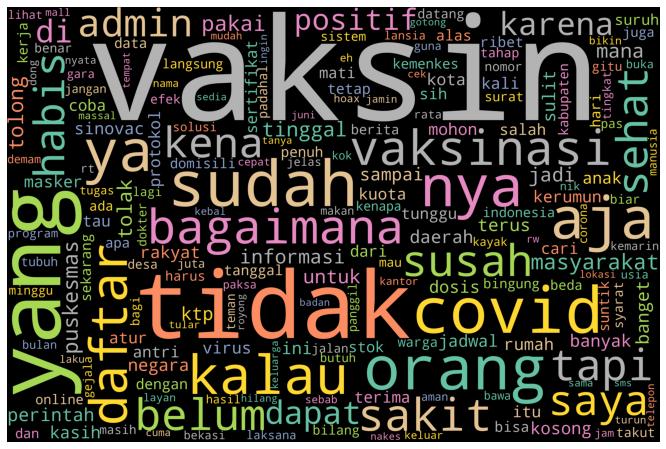 lihat mall
di
admin
pakai
positif
datang
gotong
karena
suruh
juga
kerja
dong
benar
data
langsung
mudah
lansia
alas
sistem
guna
ingin
ribet
tahap
bikin
nomor
gitu
buka
vaksin
tolong
habis
nyata
gara
jangan
tempat
nama
padahal
sertifikat
eh
mati
kemenkes
kota
kali
surat
sulit
kabupaten
hari
tingkat
sehat
coba
massal
efek
sedia
tetap
hoax
jamin
cek
sih
rata
pas
manusia
sinovac
solusi
juni
tinggal
berita
mohon
salah
demam
ya
protokol
kena
tanya
vaksinasi
domisili
cepat
jelas
kok
penuh
rt
masker
tugas
lagi
dokter
sudah
sampai
nya
jadi
anak
nik
aja
biar
ada
tau
tolak
kebal
makan
kuota
kenapa
tunggu
indonesia
kerumun
corona
program
apa
bagaimana
daerah
terus
kayak
rw
kemarin
yang
tubuh
puskesmas
sekarang
desa
rakyat
informasi
dari
susah
cari
masyarakat
minggu
daftar
bagi
juta
harus
tanggal
untuk
mau
dosis
bingung
beda
lokasi
usia
paksa
kantor
suntik
syarat
banget
ktp
teman
royong
tidak
badan
panggil
covid
bulan
gejala
atur
tular
virus
ini
jalan
stok
warga
jadwal
rumah
banyak
lakuk
antri
negara
kalau
keluarga
butuh
orang
tapi
online
dengan
layan
hasil
hilang
sebab
terima
aman
bawa
sama
sms
saya
perintah
belum
dapat
sakit
itu
kosong
turun
telepon
dan
kasih
masih
cuma
bekasi
laksana
bilang
nakes
keluar
bisa
jam
takut